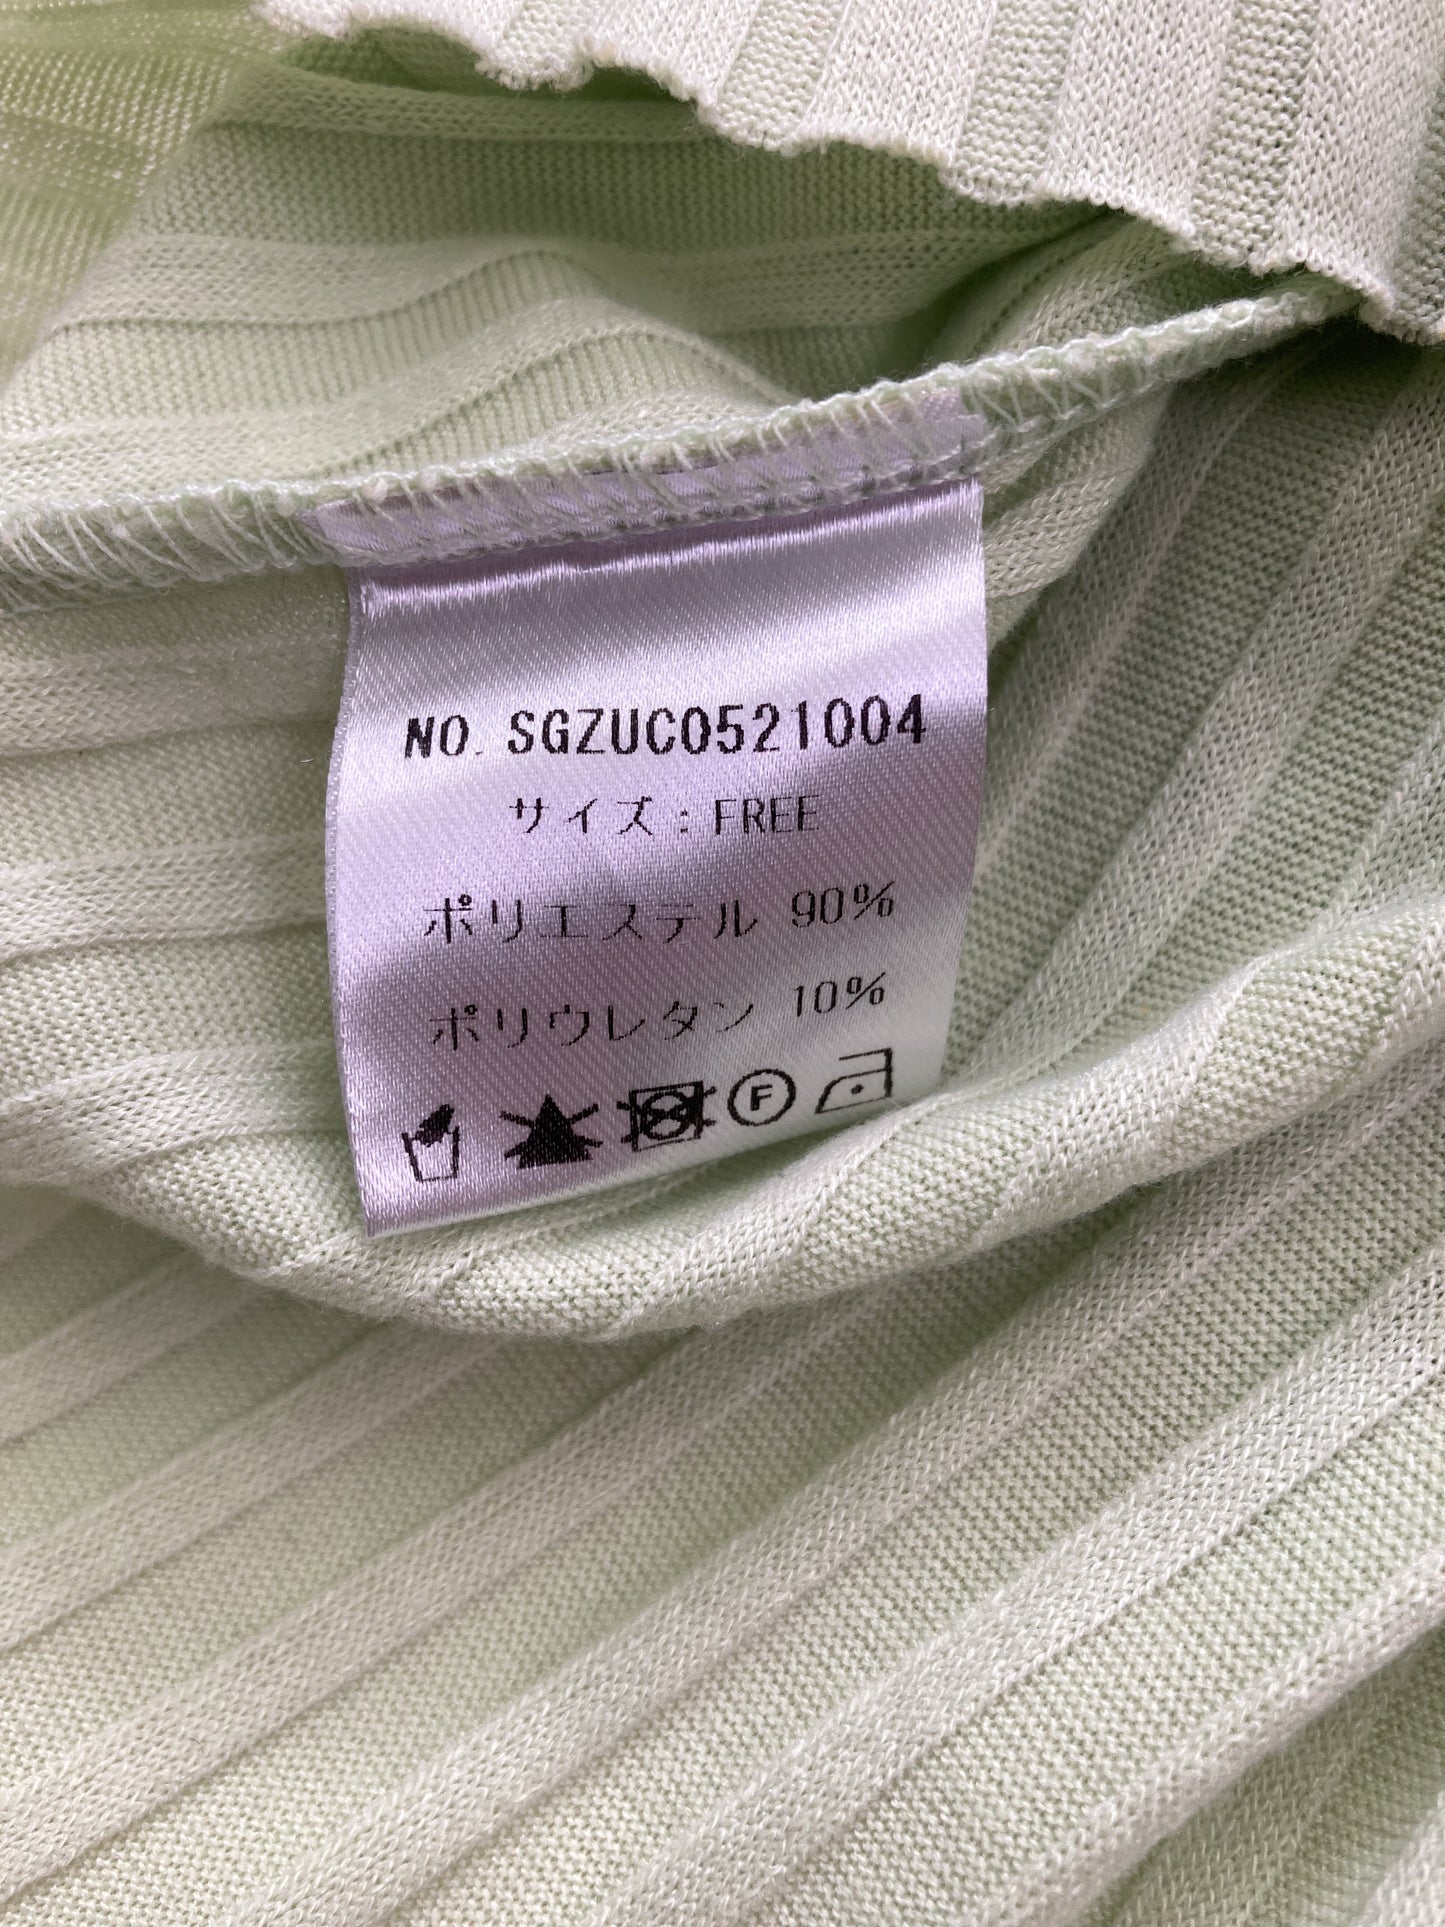 NO. SGZUC0521004
サイズ：FREE
ポリエステル 90%
ポリウレタン 10%
F